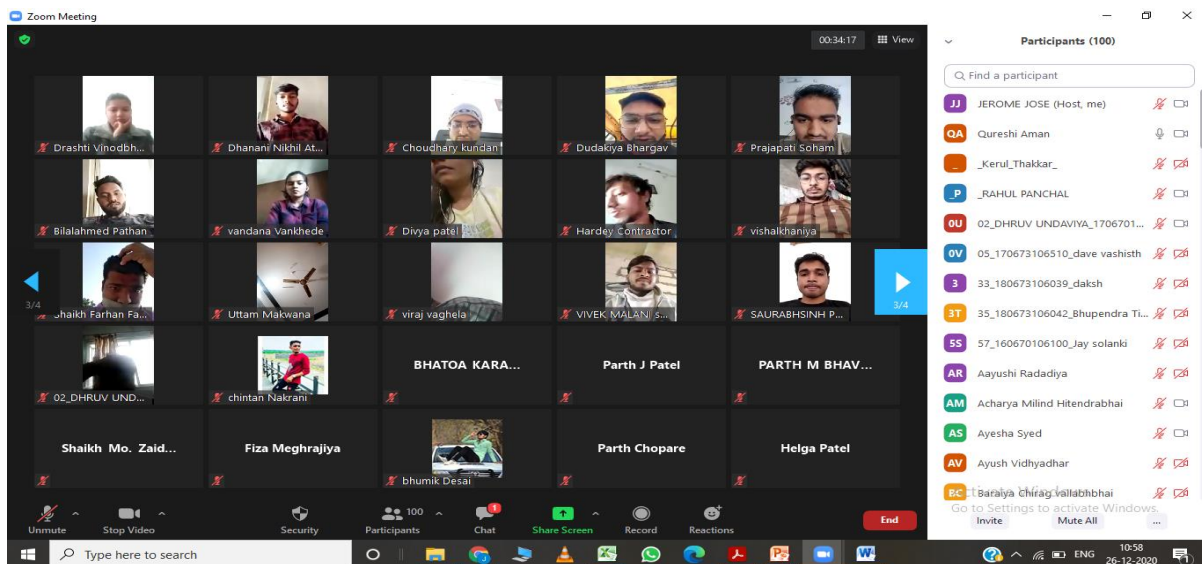 Zoom Meeting
00:34:17 View
Drashti Vinodbh...
Dhanani Nikhil At...
Choudhary kundan
Dudakiya Bhargav
Prajapati Soham
Bilalahmed Pathan
vandana Vankhede
Divya patel
Hardey Contractor
vishalkhaniya
3/4
Shaikh Farhan Fa...
Uttam Makwana
viraj vaghela
VIVEK MALANI s...
SAURABHSINH P...
3/4
02_DHRUV UND...
chintan Nakrani
BHATOA KARA...
Parth J Patel
PARTH M BHAV...
Shaikh Mo. Zaid...
Fiza Meghrajiya
bhumik Desai
Parth Chopare
Helga Patel
Unmute
Stop Video
Security
100
Participants
1
Chat
Share Screen
Record
Reactions
End
Participants (100)
Find a participant
JJ JEROME JOSE (Host, me)
QA Qureshi Aman
_ _Kerul_Thakkar_
_P _RAHUL PANCHAL
0U 02_DHRUV UNDAVIYA_1706701...
0V 05_170673106510_dave vashisth
3 33_180673106039_daksh
3T 35_180673106042_Bhupendra Ti...
5S 57_160670106100_Jay solanki
AR Aayushi Radadiya
AM Acharya Milind Hitendrabhai
AS Ayesha Syed
AV Ayush Vidhyadhar
BC Baraiya Chirag vallabhbhai
Activate Windows
Go to Settings to activate Windows.
Invite
Mute All
...
Type here to search
ENG
10:58
26-12-2020